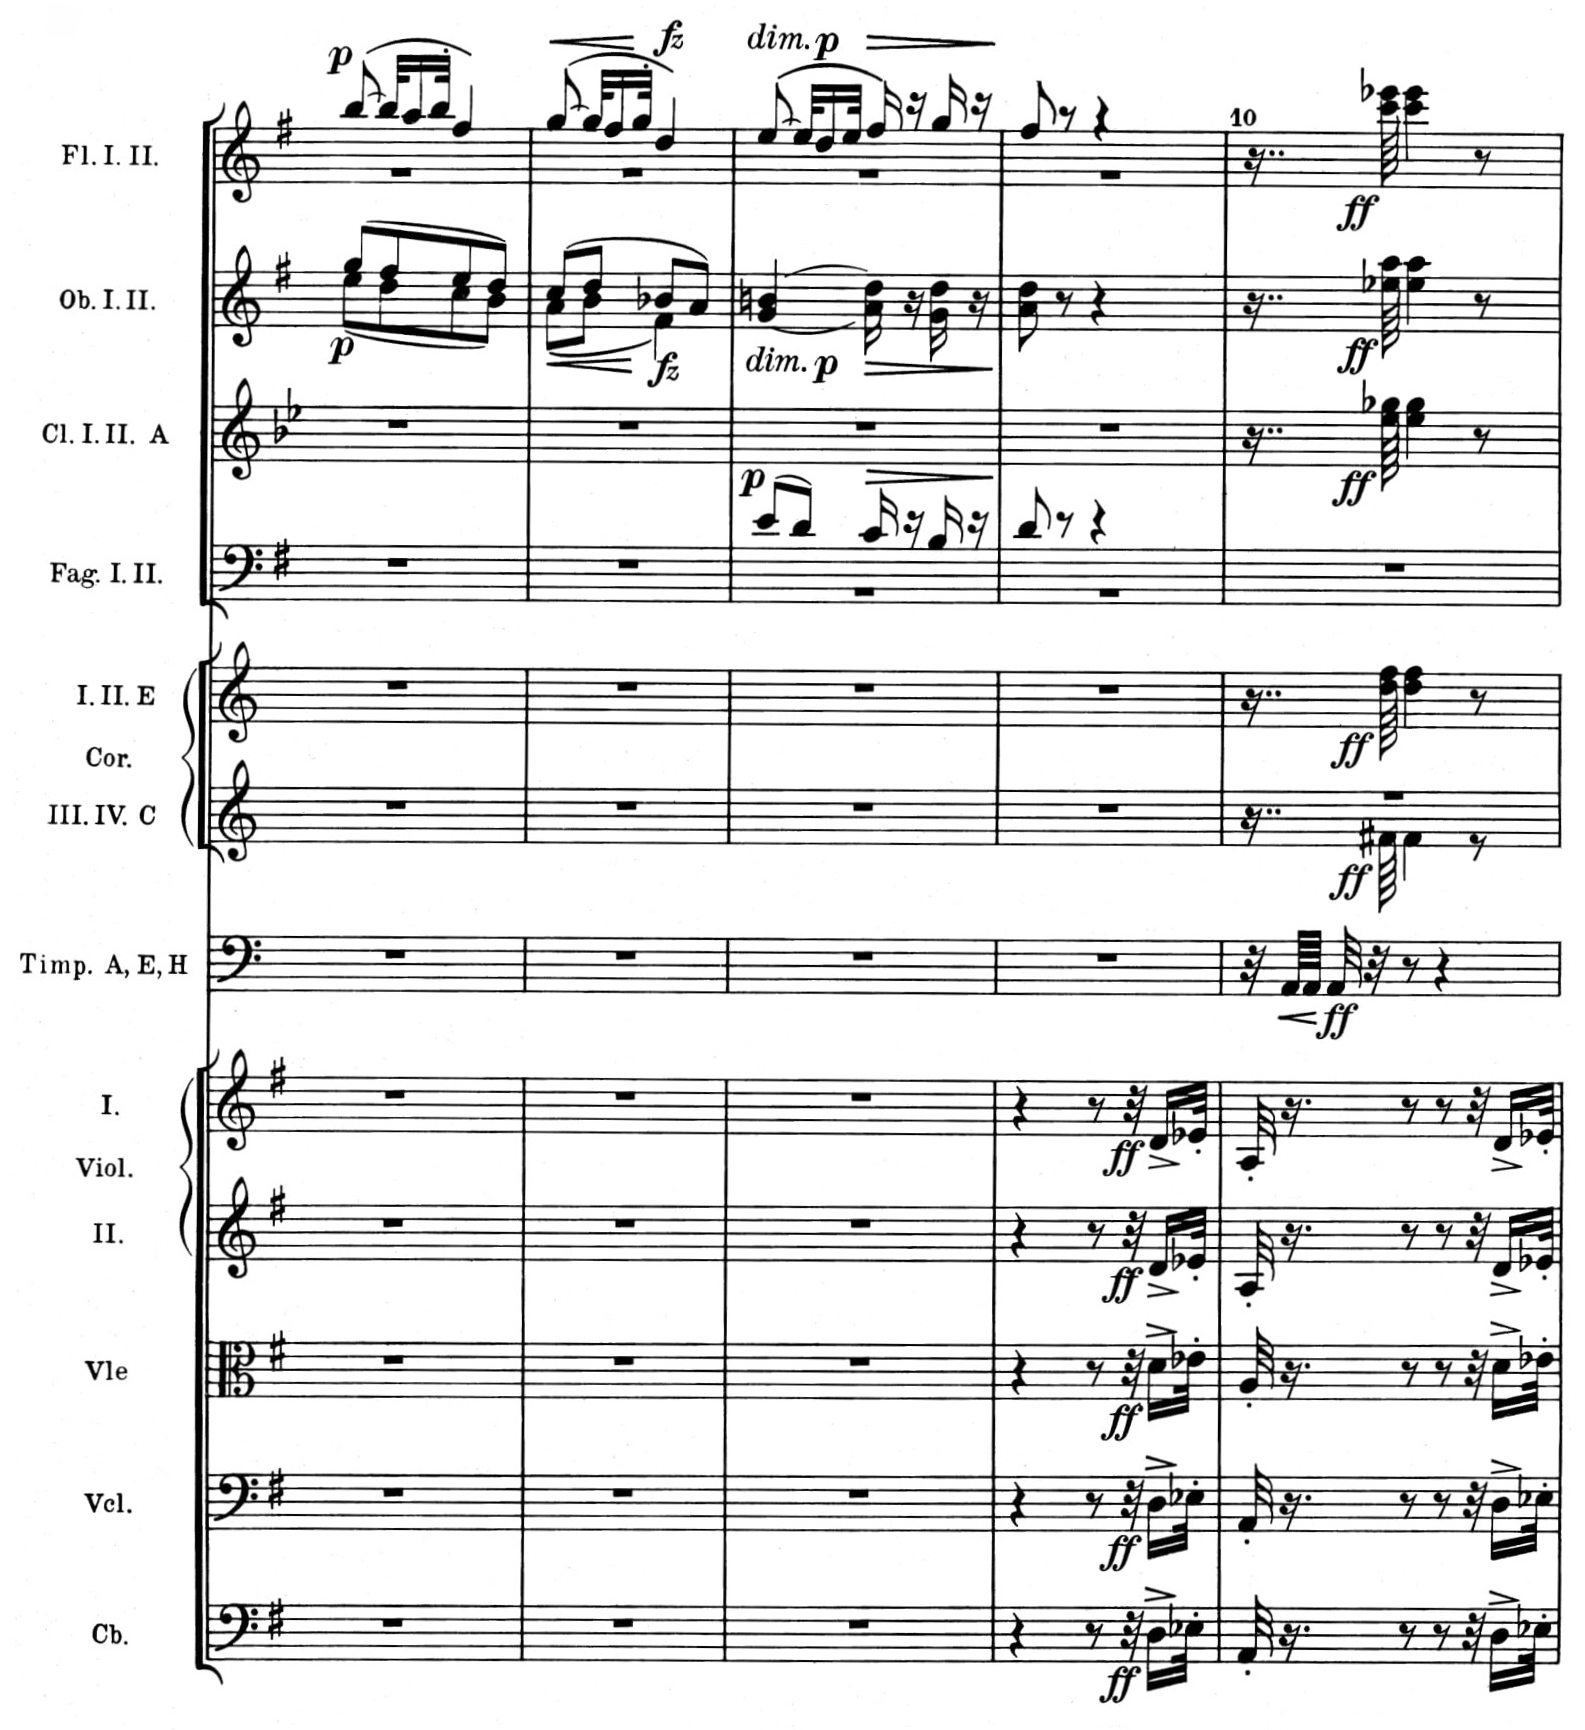 p fz dim. p
10
Fl. I. II.
ff
Ob. I. II.
p fz dim. p ff
Cl. I. II. A
p ff
Fag. I. II.
I. II. E
ff
Cor.
III. IV. C
ff
Timp. A, E, H
ff
I.
ff
Viol.
II.
ff
Vle
ff
Vcl.
ff
Cb.
ff